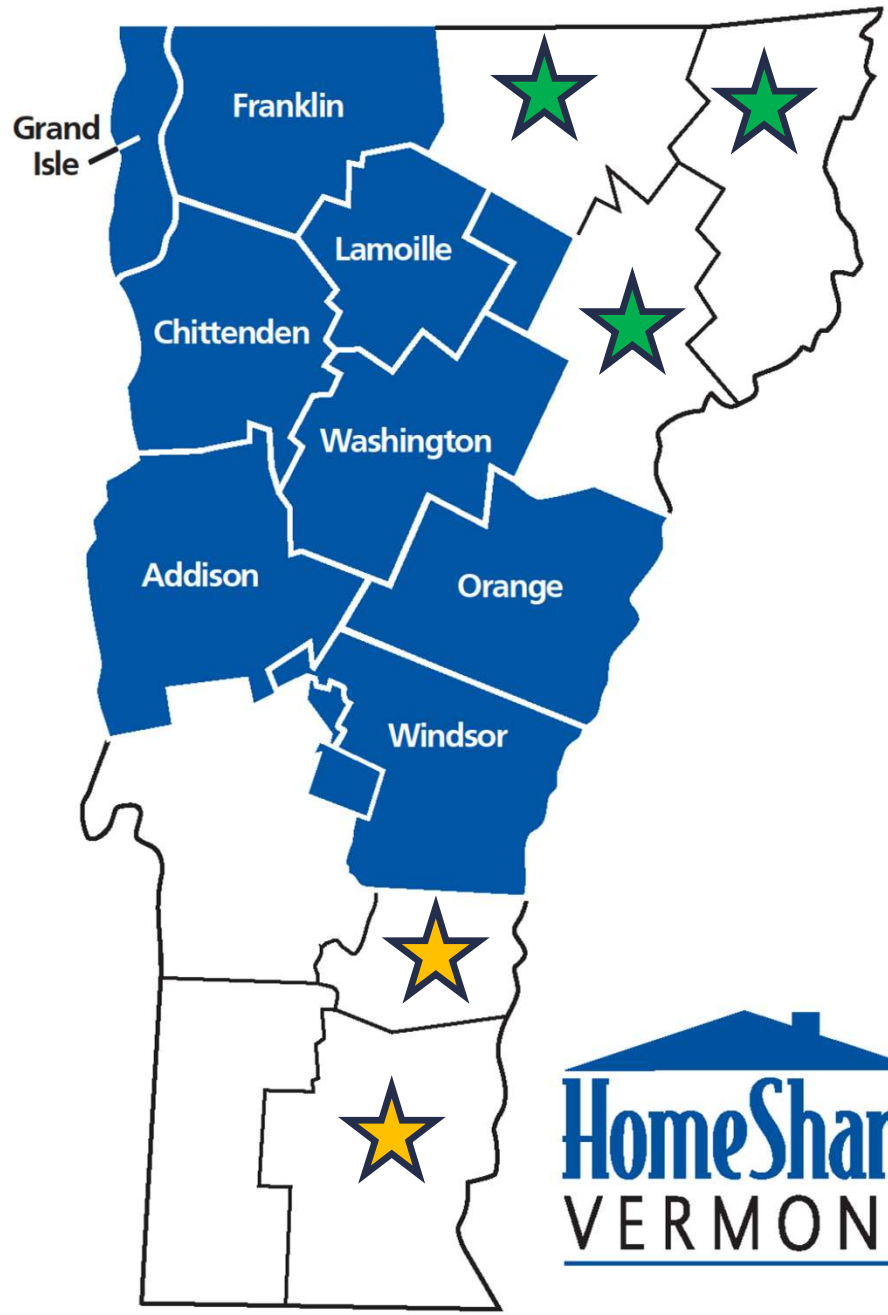 Franklin
Grand
Isle
Lamoille
Chittenden
Washington
Addison
Orange
Windsor
HomeShar
VERMON